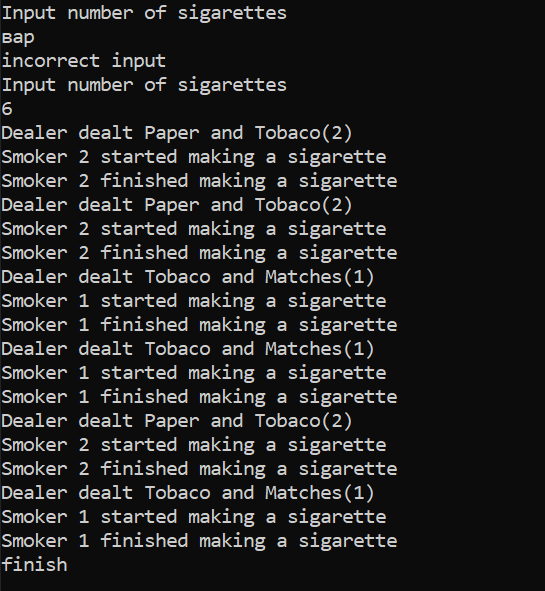 Input number of sigarettes
вар
incorrect input
Input number of sigarettes
6
Dealer dealt Paper and Tobaco(2)
Smoker 2 started making a sigarette
Smoker 2 finished making a sigarette
Dealer dealt Paper and Tobaco(2)
Smoker 2 started making a sigarette
Smoker 2 finished making a sigarette
Dealer dealt Tobaco and Matches(1)
Smoker 1 started making a sigarette
Smoker 1 finished making a sigarette
Dealer dealt Tobaco and Matches(1)
Smoker 1 started making a sigarette
Smoker 1 finished making a sigarette
Dealer dealt Paper and Tobaco(2)
Smoker 2 started making a sigarette
Smoker 2 finished making a sigarette
Dealer dealt Tobaco and Matches(1)
Smoker 1 started making a sigarette
Smoker 1 finished making a sigarette
finish